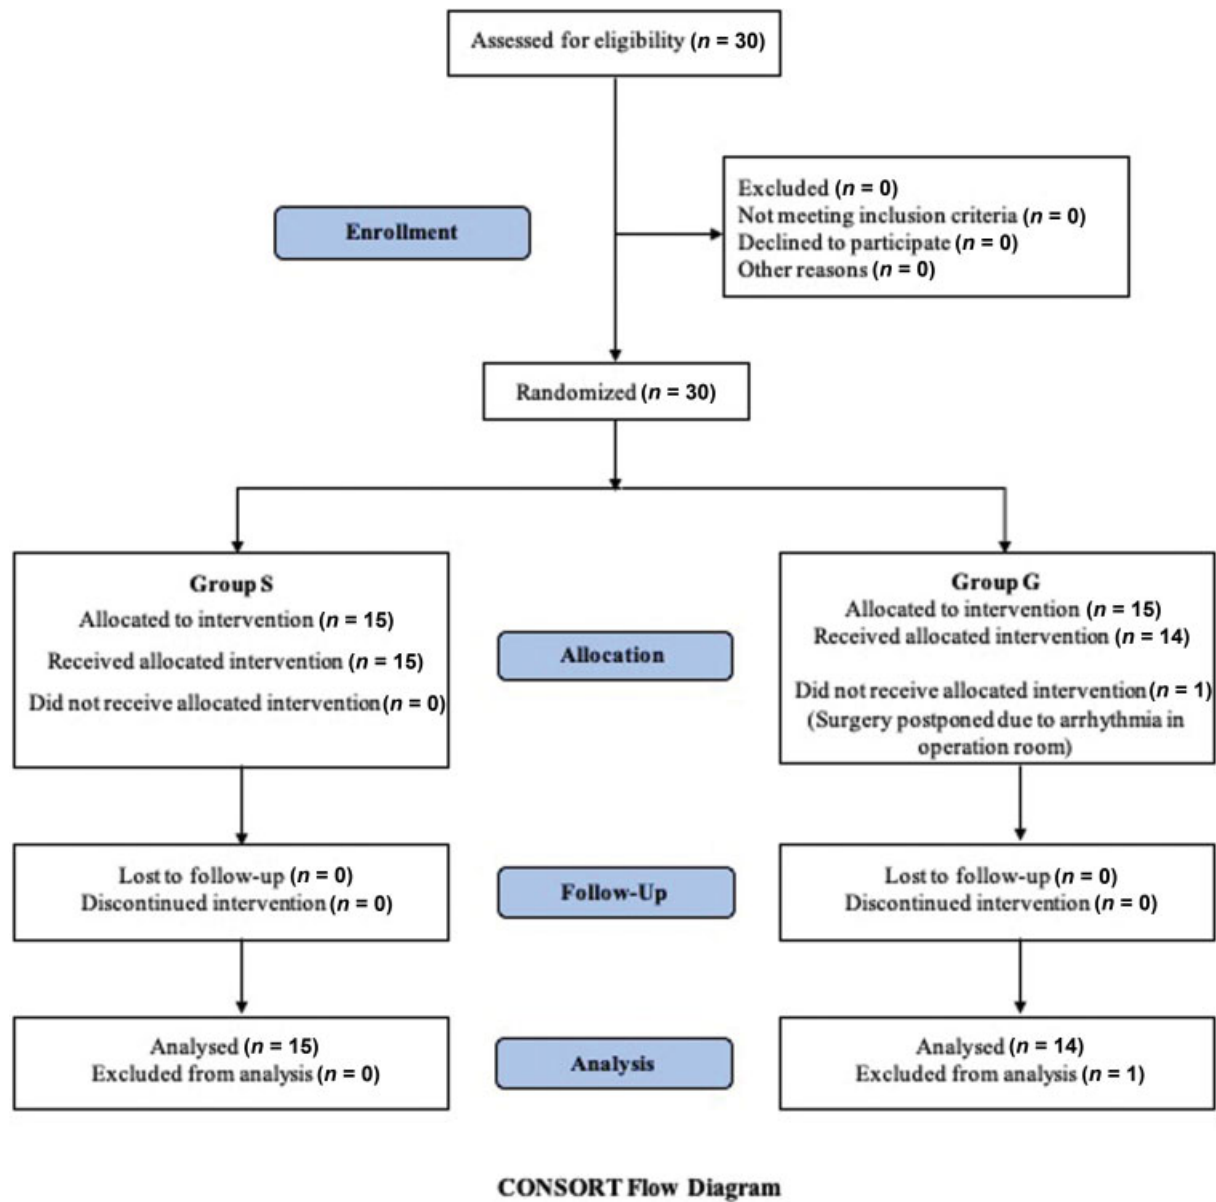 Assessed for eligibility (n = 30)
Excluded (n = 0)
Not meeting inclusion criteria (n = 0)
Declined to participate (n = 0)
Other reasons (n = 0)
Enrollment
Randomized (n = 30)
Group S
Allocated to intervention (n = 15)
Received allocated intervention (n = 15)
Did not receive allocated intervention (n = 0)
Allocation
Group G
Allocated to intervention (n = 15)
Received allocated intervention (n = 14)
Did not receive allocated intervention (n = 1)
(Surgery postponed due to arrhythmia in
operation room)
Lost to follow-up (n = 0)
Discontinued intervention (n = 0)
Follow-Up
Lost to follow-up (n = 0)
Discontinued intervention (n = 0)
Analysed (n = 15)
Excluded from analysis (n = 0)
Analysis
Analysed (n = 14)
Excluded from analysis (n = 1)
CONSORT Flow Diagram